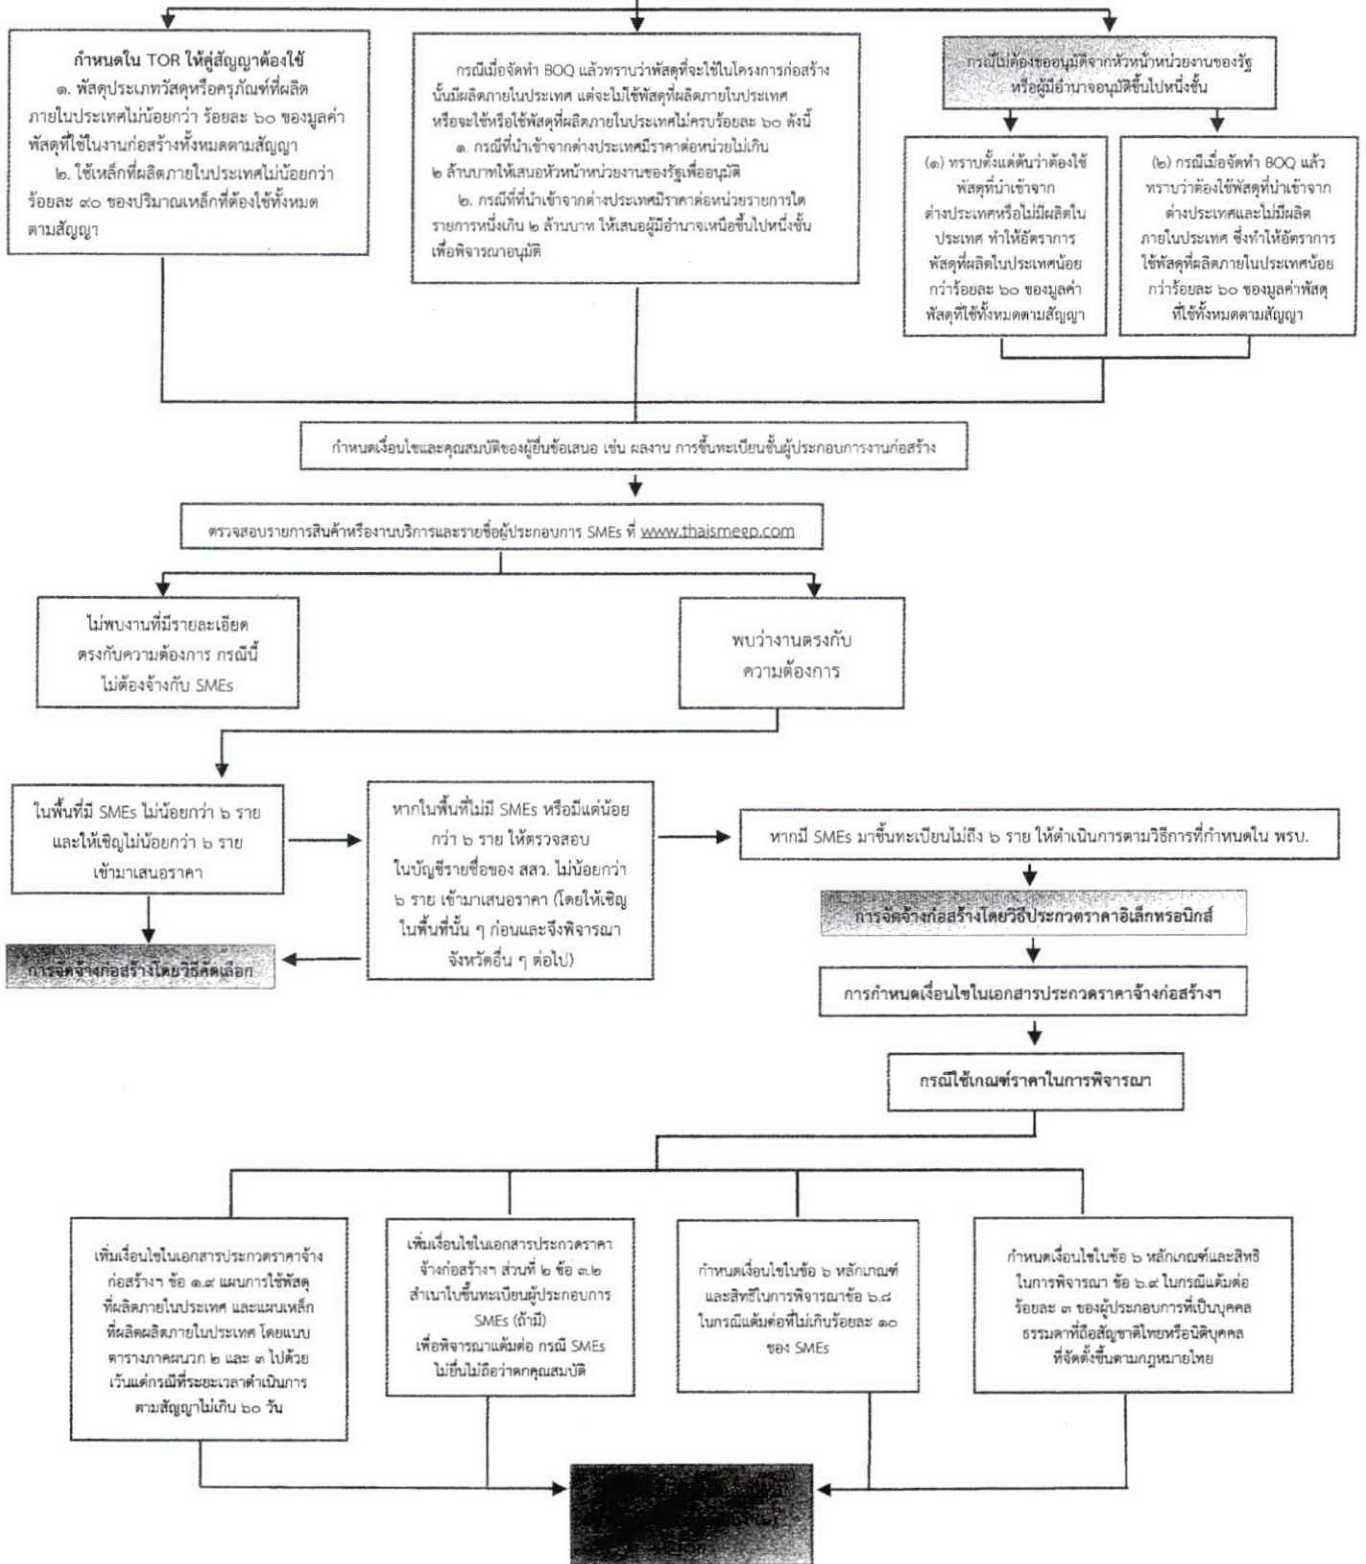 กำหนดใน TOR ให้คู่สัญญาต้องใช้
๑. พัสดุประเภทวัสดุหรือครุภัณฑ์ที่ผลิต
ภายในประเทศไม่น้อยกว่า ร้อยละ ๖๐ ของมูลค่า
พัสดุที่ใช้ในงานก่อสร้างทั้งหมดตามสัญญา
๒. ใช้เหล็กที่ผลิตภายในประเทศไม่น้อยกว่า
ร้อยละ ๙๐ ของปริมาณเหล็กที่ต้องใช้ทั้งหมด
ตามสัญญา
กรณีเมื่อจัดทำ BOQ แล้วทราบว่าพัสดุที่จะใช้ในโครงการก่อสร้าง
นั้นมีผลิตภายในประเทศ แต่จะไม่ใช้พัสดุที่ผลิตภายในประเทศ
หรือจะใช้หรือใช้พัสดุที่ผลิตภายในประเทศไม่ครบร้อยละ ๖๐ ดังนี้
๑. กรณีที่นำเข้าจากต่างประเทศมีราคาต่อหน่วยไม่เกิน
๒ ล้านบาทให้เสนอหัวหน้าหน่วยงานของรัฐเพื่ออนุมัติ
๒. กรณีที่ที่นำเข้าจากต่างประเทศมีราคาต่อหน่วยรายการใด
รายการหนึ่งเกิน ๒ ล้านบาท ให้เสนอผู้มีอำนาจเหนือขึ้นไปหนึ่งชั้น
เพื่อพิจารณาอนุมัติ
กรณีไม่ต้องขออนุมัติจากหัวหน้าหน่วยงานของรัฐ
หรือผู้มีอำนาจอนุมัติขึ้นไปหนึ่งชั้น
(๑) ทราบตั้งแต่ต้นว่าต้องใช้
พัสดุที่นำเข้าจาก
ต่างประเทศหรือไม่มีผลิตใน
ประเทศ ทำให้อัตราการ
พัสดุที่ผลิตในประเทศน้อย
กว่าร้อยละ ๖๐ ของมูลค่า
พัสดุที่ใช้ทั้งหมดตามสัญญา
(๒) กรณีเมื่อจัดทำ BOQ แล้ว
ทราบว่าต้องใช้พัสดุที่นำเข้าจาก
ต่างประเทศและไม่มีผลิต
ภายในประเทศ ซึ่งทำให้อัตราการ
ใช้พัสดุที่ผลิตภายในประเทศน้อย
กว่าร้อยละ ๖๐ ของมูลค่าพัสดุ
ที่ใช้ทั้งหมดตามสัญญา
กำหนดเงื่อนไขและคุณสมบัติของผู้ยื่นข้อเสนอ เช่น ผลงาน การขึ้นทะเบียนชั้นผู้ประกอบการงานก่อสร้าง
ตรวจสอบรายการสินค้าหรืองานบริการและรายชื่อผู้ประกอบการ SMEs ที่ www.thaismegp.com
ไม่พบงานที่มีรายละเอียด
ตรงกับความต้องการ กรณีนี้
ไม่ต้องจ้างกับ SMEs
พบว่างานตรงกับ
ความต้องการ
ในพื้นที่มี SMEs ไม่น้อยกว่า ๖ ราย
และให้เชิญไม่น้อยกว่า ๖ ราย
เข้ามาเสนอราคา
หากในพื้นที่ไม่มี SMEs หรือมีแต่น้อย
กว่า ๖ ราย ให้ตรวจสอบ
ในบัญชีรายชื่อของ สสว. ไม่น้อยกว่า
๖ ราย เข้ามาเสนอราคา (โดยให้เชิญ
ในพื้นที่นั้น ๆ ก่อนและจึงพิจารณา
จังหวัดอื่น ๆ ต่อไป)
หากมี SMEs มาขึ้นทะเบียนไม่ถึง ๖ ราย ให้ดำเนินการตามวิธีการที่กำหนดใน พรบ.
การจัดจ้างก่อสร้างโดยวิธีประกวดราคาอิเล็กทรอนิกส์
การจัดจ้างก่อสร้างโดยวิธีคัดเลือก
การกำหนดเงื่อนไขในเอกสารประกวดราคาจ้างก่อสร้างฯ
กรณีใช้เกณฑ์ราคาในการพิจารณา
เพิ่มเงื่อนไขในเอกสารประกวดราคาจ้าง
ก่อสร้างฯ ข้อ ๑.๙ แผนการใช้พัสดุ
ที่ผลิตภายในประเทศ และแผนเหล็ก
ที่ผลิตผลิตภายในประเทศ โดยแนบ
ตารางภาคผนวก ๒ และ ๓ ไปด้วย
เว้นแต่กรณีที่ระยะเวลาดำเนินการ
ตามสัญญาไม่เกิน ๖๐ วัน
เพิ่มเงื่อนไขในเอกสารประกวดราคา
จ้างก่อสร้างฯ ส่วนที่ ๒ ข้อ ๓.๒
สำเนาใบขึ้นทะเบียนผู้ประกอบการ
SMEs (ถ้ามี)
เพื่อพิจารณาแต้มต่อ กรณี SMEs
ไม่ยื่นไม่ถือว่าตกคุณสมบัติ
กำหนดเงื่อนไขในข้อ ๖ หลักเกณฑ์
และสิทธิในการพิจารณาข้อ ๖.๘
ในกรณีแต้มต่อที่ไม่เกินร้อยละ ๑๐
ของ SMEs
กำหนดเงื่อนไขในข้อ ๖ หลักเกณฑ์และสิทธิ
ในการพิจารณา ข้อ ๖.๙ ในกรณีแต้มต่อ
ร้อยละ ๓ ของผู้ประกอบการที่เป็นบุคคล
ธรรมดาที่ถือสัญชาติไทยหรือนิติบุคคล
ที่จัดตั้งขึ้นตามกฎหมายไทย